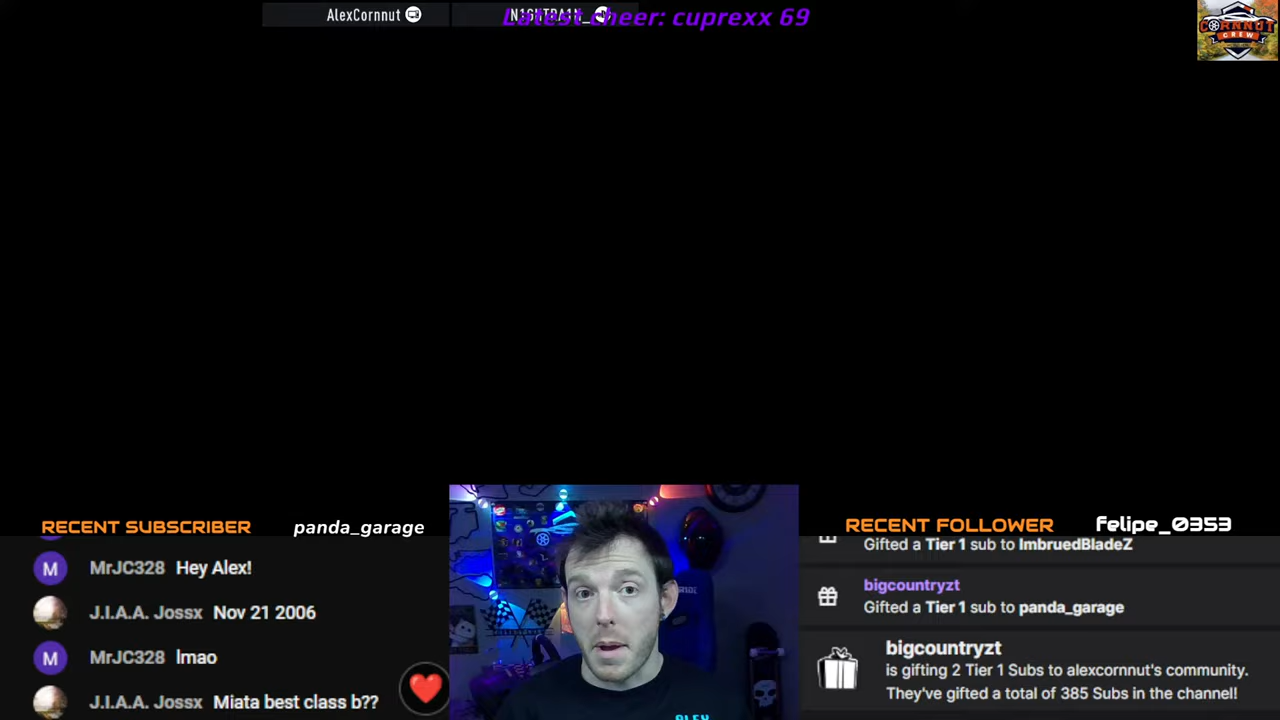 AlexCornnut
Latest cheer: cuprexx 69
CORNNUT
CREW
RECENT SUBSCRIBER panda_garage
MrJC328 Hey Alex!
J.I.A.A. Jossx Nov 21 2006
MrJC328 lmao
J.I.A.A. Jossx Miata best class b??
ALEX
RECENT FOLLOWER felipe_0353
Gifted a Tier 1 sub to ImbruedBladeZ
bigcountryzt
Gifted a Tier 1 sub to panda_garage
bigcountryzt
is gifting 2 Tier 1 Subs to alexcornnut's community.
They've gifted a total of 385 Subs in the channel!